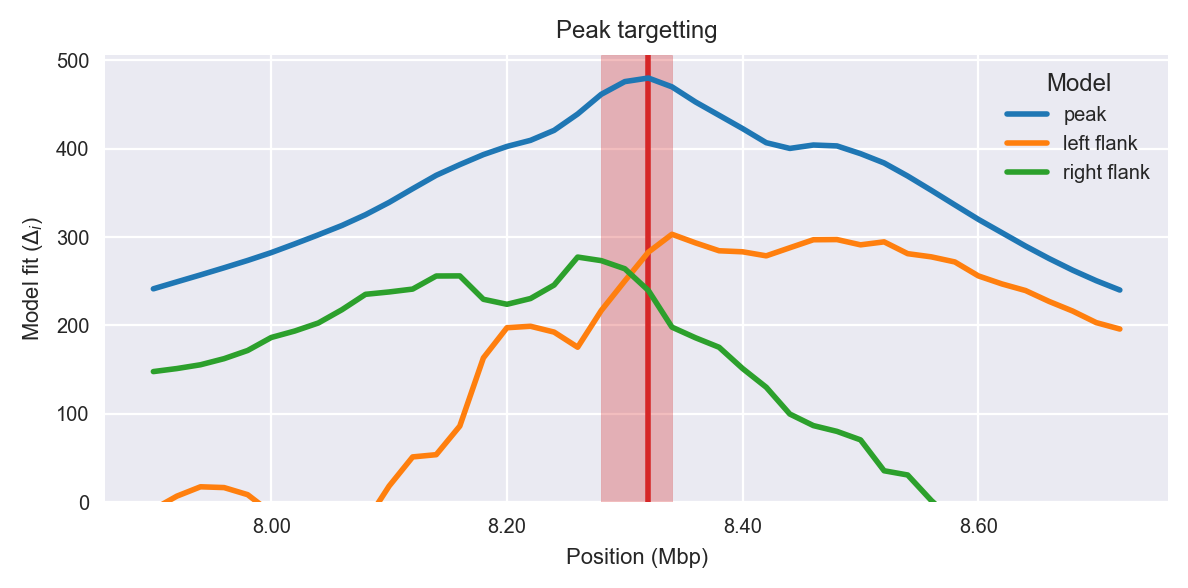 Peak targetting
500
400
300
200
100
0
Model fit (Δᵢ)
Model
peak
left flank
right flank
8.00
8.20
8.40
8.60
Position (Mbp)